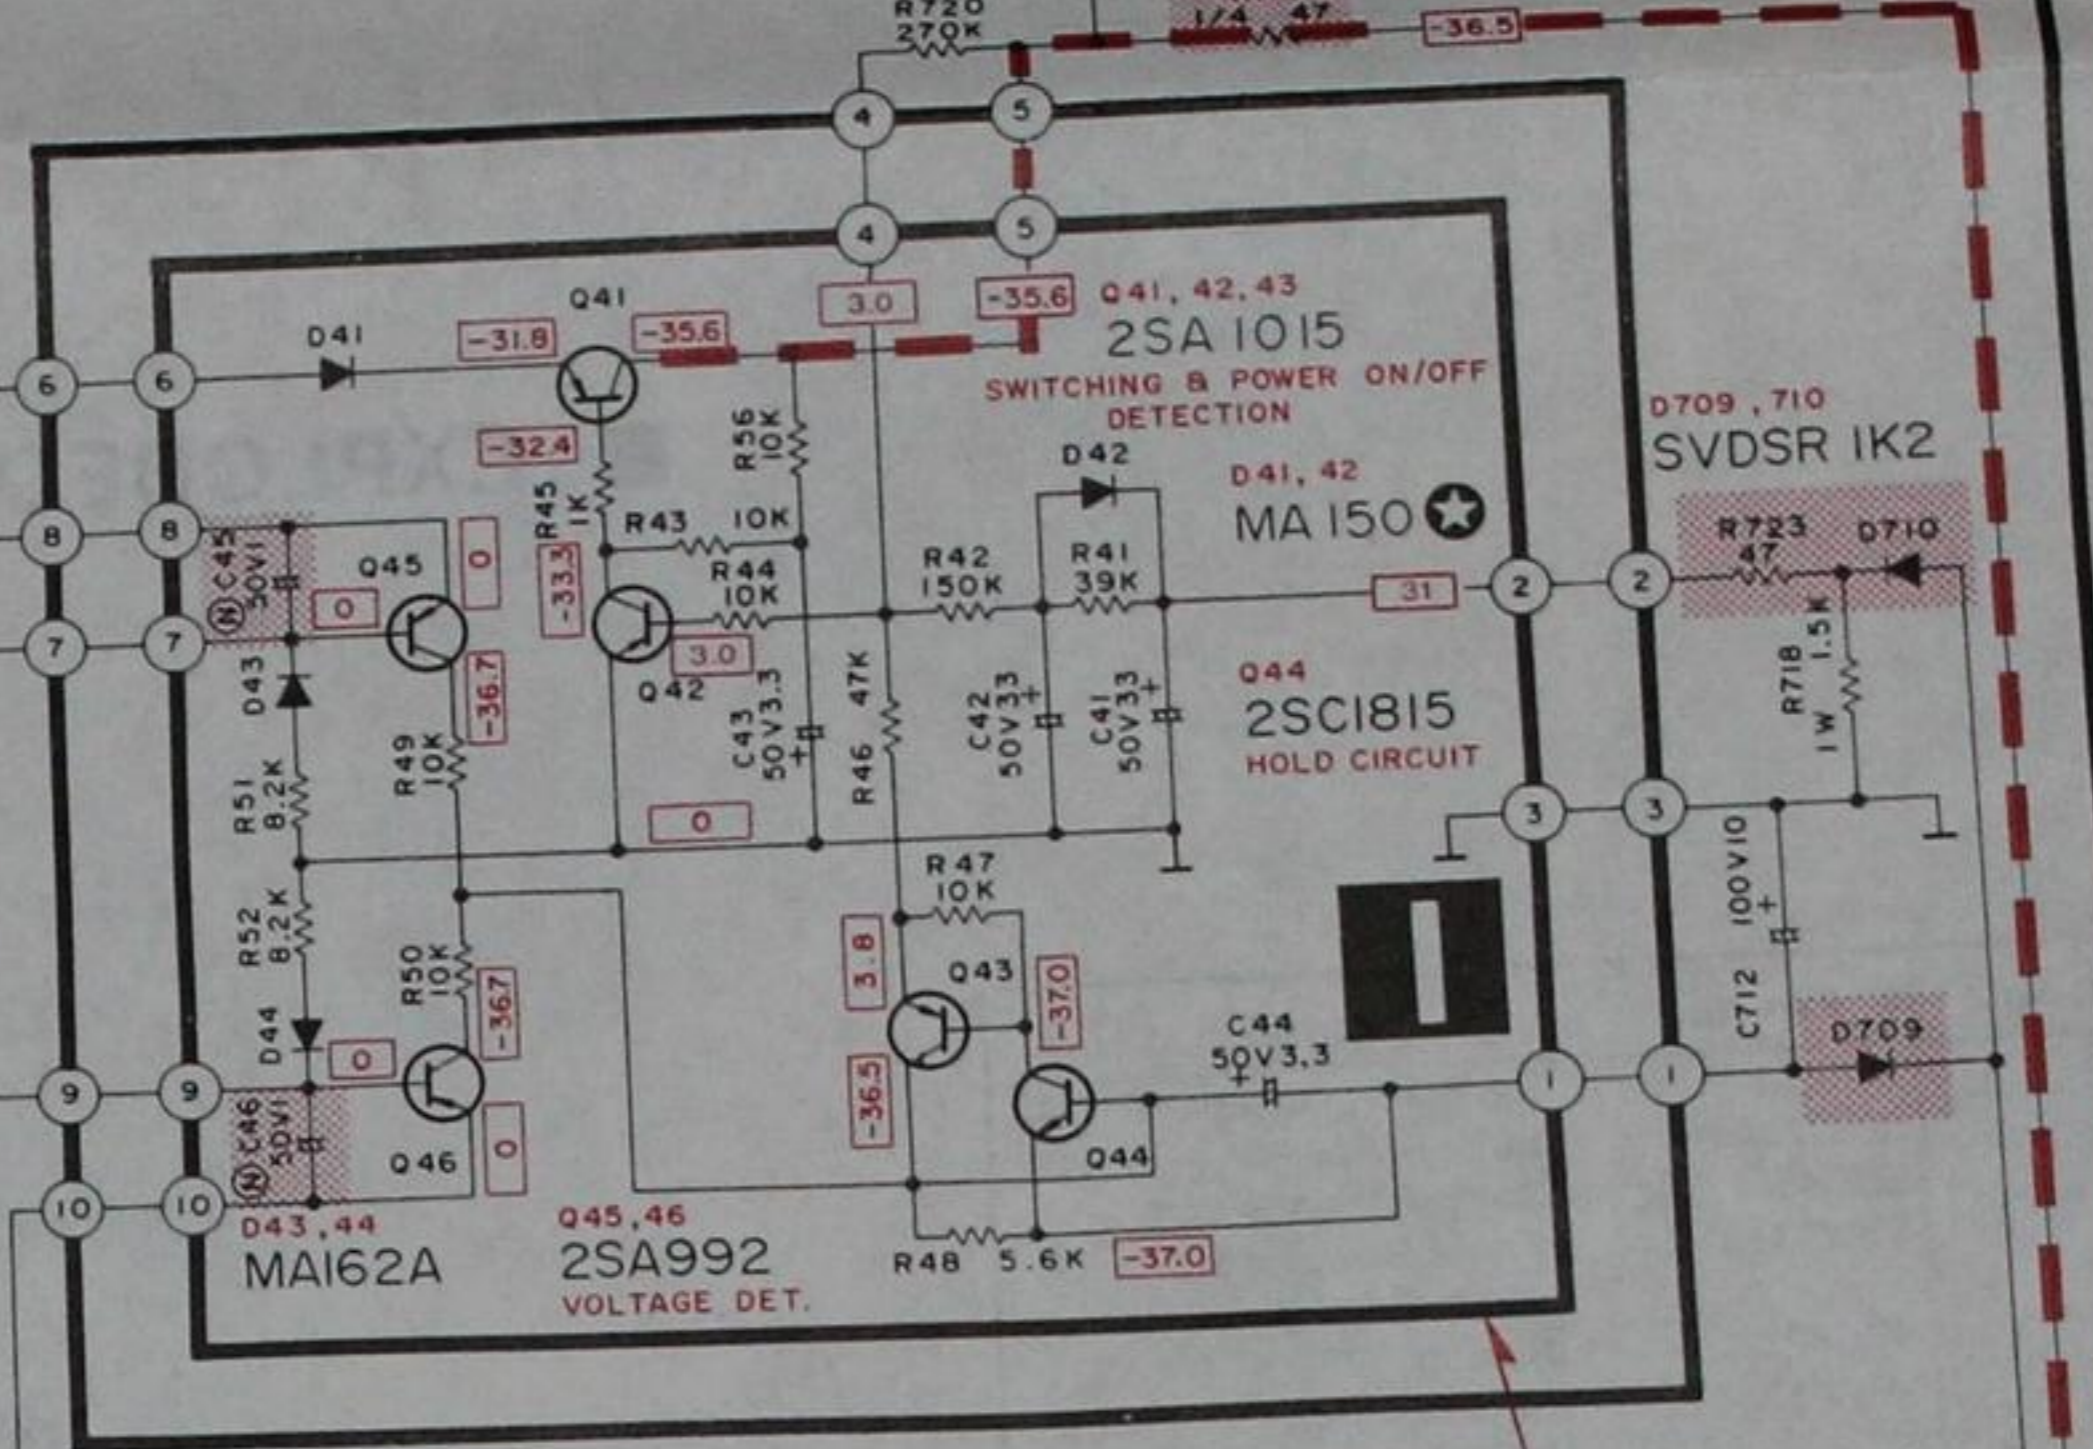 R720
270K
1/4 47
-36.5
4
5
4
5
Q41
-31.8
-35.6
3.0
-35.6
Q41, 42, 43
2SA 1015
SWITCHING & POWER ON/OFF
DETECTION
D41
6
6
-32.4
R56
10K
D42
D41, 42
MA 150
D709, 710
SVDSR 1K2
R45
1K
R43 10K
R44
10K
R42
150K
R41
39K
31
2
2
R723
47
D710
8
8
N C45
50V1
Q45
0
0
-33.3
7
7
3.0
Q42
D43
-36.7
R49
10K
C43
50V3.3
+
R46 47K
C42
50V33
+
C41
50V33
+
Q44
2SC1815
HOLD CIRCUIT
R718
1W 1.5K
R51
8.2K
0
3
3
R47
10K
C712 100V10
+
R52
8.2K
R50
10K
-36.7
3.8
Q43
-37.0
D44
0
-36.5
C44
50V3.3
+
D709
9
9
1
1
N C46
50V1
Q46
0
Q44
10
10
D43, 44
MA162A
Q45, 46
2SA992
VOLTAGE DET.
R48 5.6K
-37.0